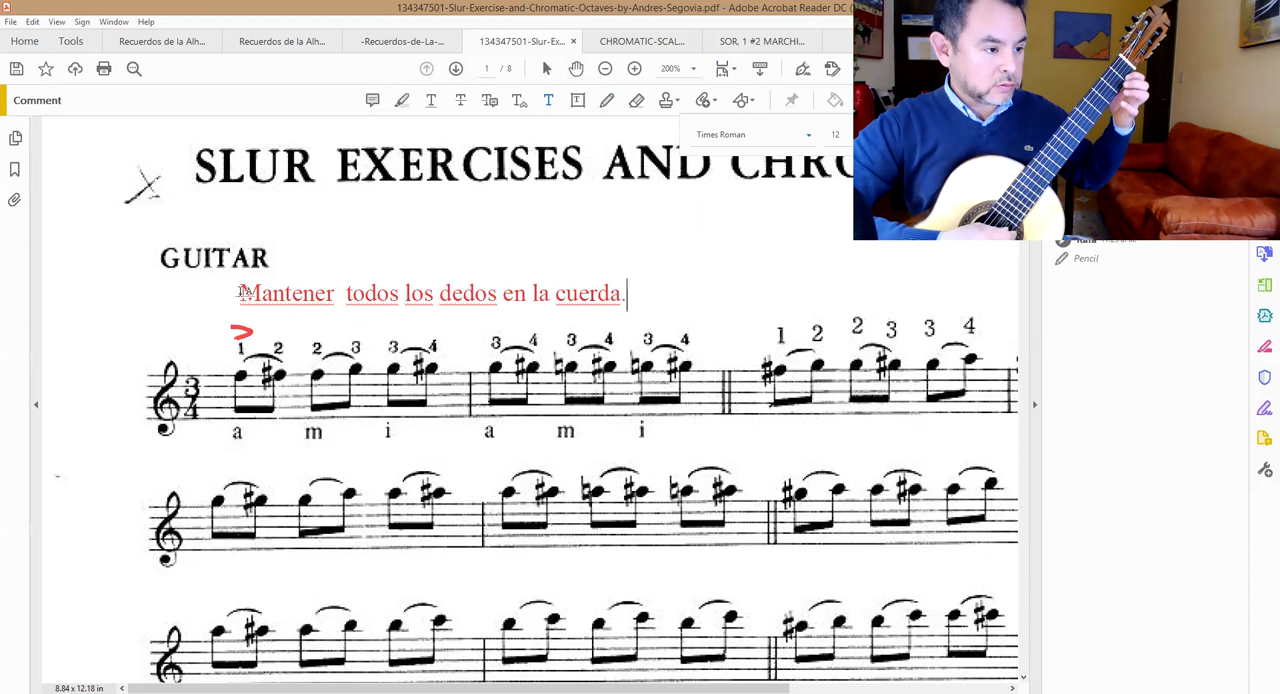 134347501-Slur-Exercise-and-Chromatic-Octaves-by-Andres-Segovia.pdf - Adobe Acrobat Reader DC
File Edit View Sign Window Help
Home Tools Recuerdos de la Alh... Recuerdos de la Alh... -Recuerdos-de-La-... 134347501-Slur-Ex... × CHROMATIC-SCAL... SOR, 1 #2 MARCHI...
1 / 8 200%
Comment
Times Roman 12
SLUR EXERCISES AND CHRO
Pencil
GUITAR
Mantener todos los dedos en la cuerda.
>
1 2 2 3 3 4 3 4 3 4 3 4 1 2 2 3 3 4
3
4
a m i a m i
8.84 x 12.18 in